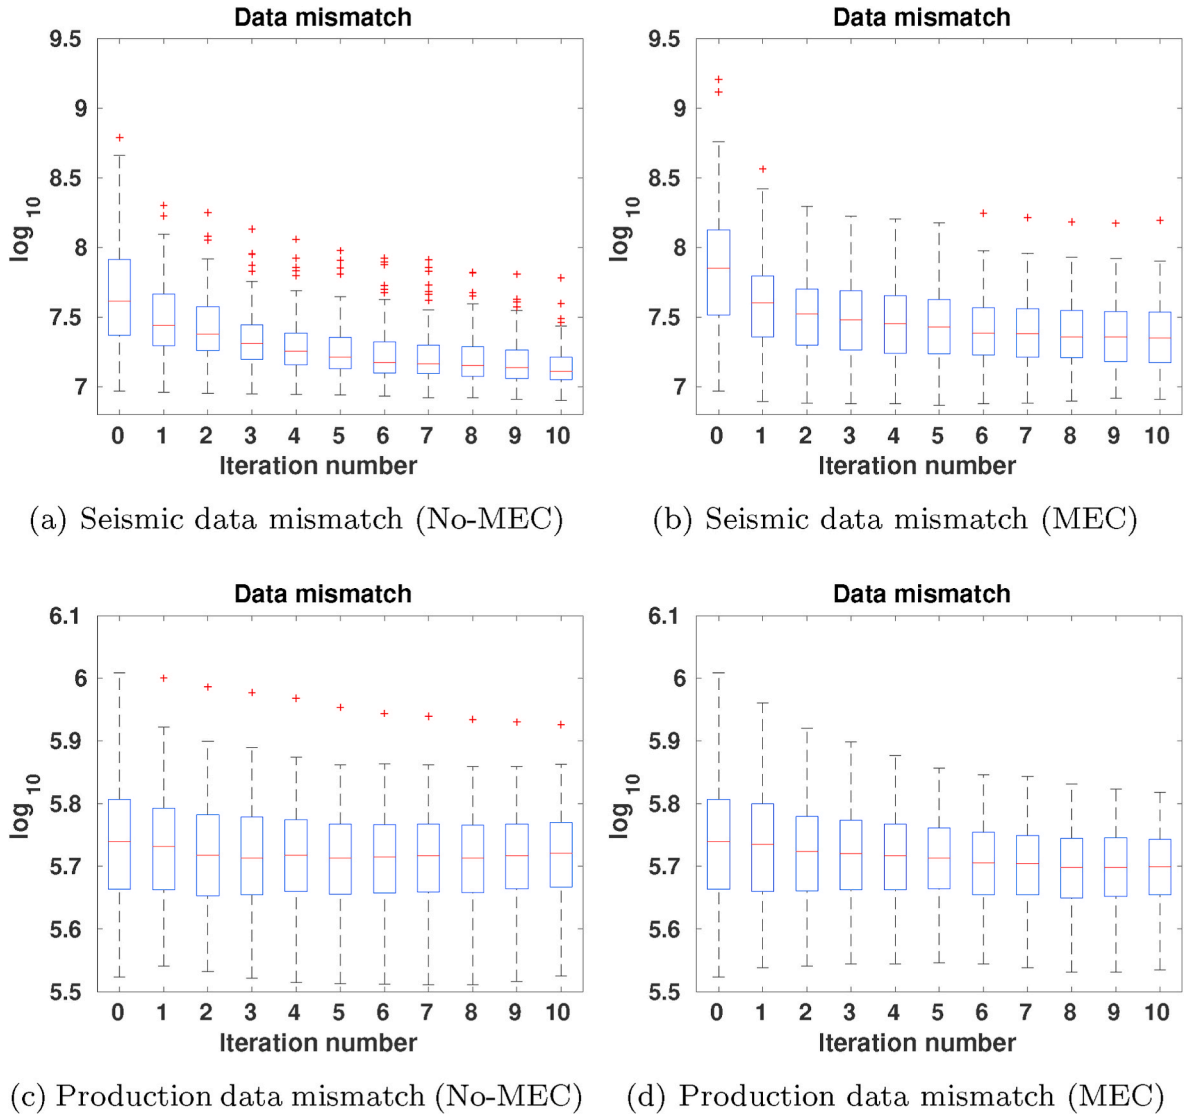 Data mismatch
9.5
9
8.5
8
7.5
7
log 10
0 1 2 3 4 5 6 7 8 9 10
Iteration number
(a) Seismic data mismatch (No-MEC)
Data mismatch
9.5
9
8.5
8
7.5
7
log 10
0 1 2 3 4 5 6 7 8 9 10
Iteration number
(b) Seismic data mismatch (MEC)
Data mismatch
6.1
6
5.9
5.8
5.7
5.6
5.5
log 10
0 1 2 3 4 5 6 7 8 9 10
Iteration number
(c) Production data mismatch (No-MEC)
Data mismatch
6.1
6
5.9
5.8
5.7
5.6
5.5
log 10
0 1 2 3 4 5 6 7 8 9 10
Iteration number
(d) Production data mismatch (MEC)